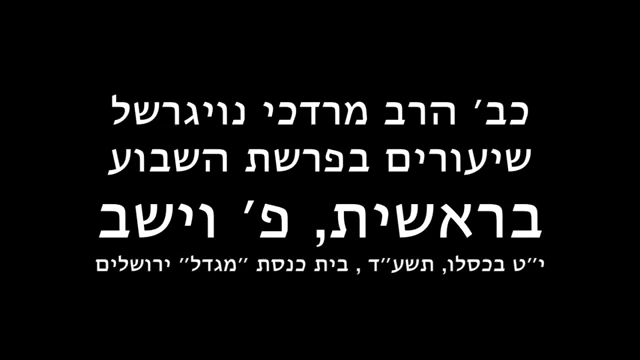 כב׳ הרב מרדכי נויגרשל
שיעורים בפרשת השבוע
בראשית, פ׳ וישב
י״ט בכסלו, תשע״ד , בית כנסת ״מגדל״ ירושלים